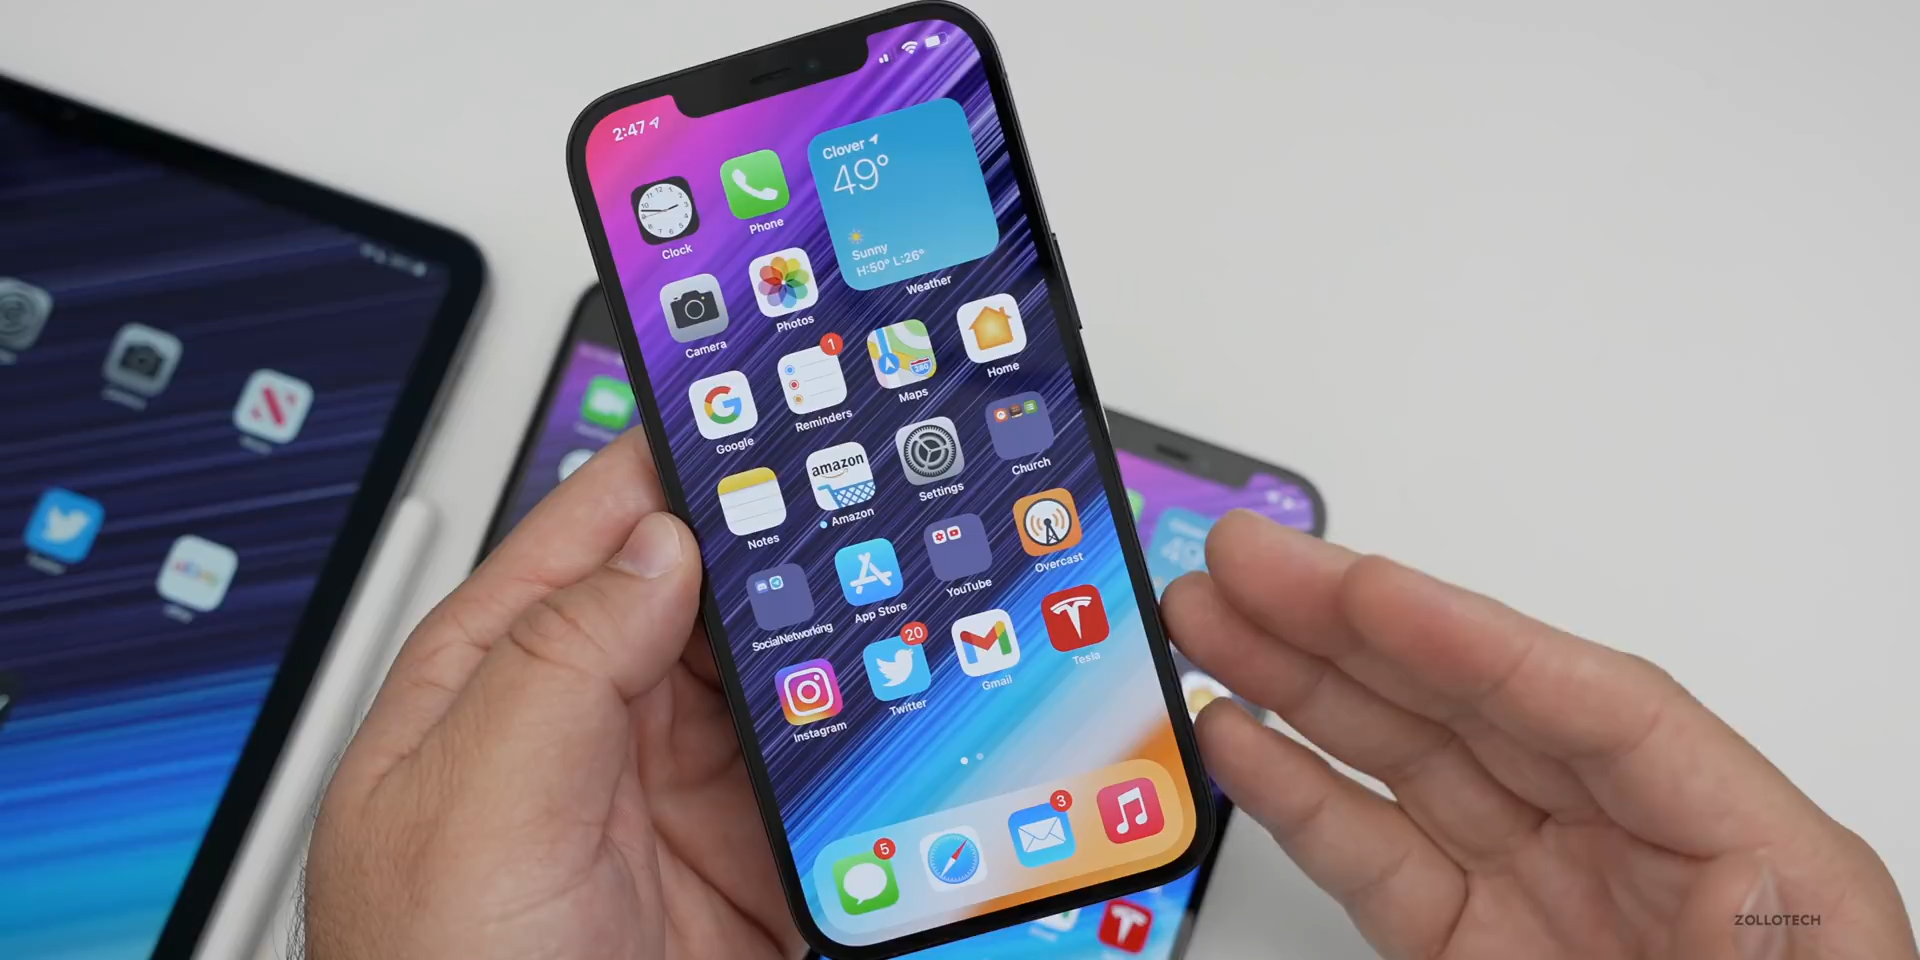 2:47
Clover
49°
Sunny
H:50° L:26°
Weather
Clock
Phone
Camera
Photos
Google
1
Reminders
Maps
280
Home
Notes
amazon
Amazon
Settings
Church
SocialNetworking
App Store
YouTube
Overcast
Instagram
20
Twitter
Gmail
Tesla
5
3
ZOLLOTECH